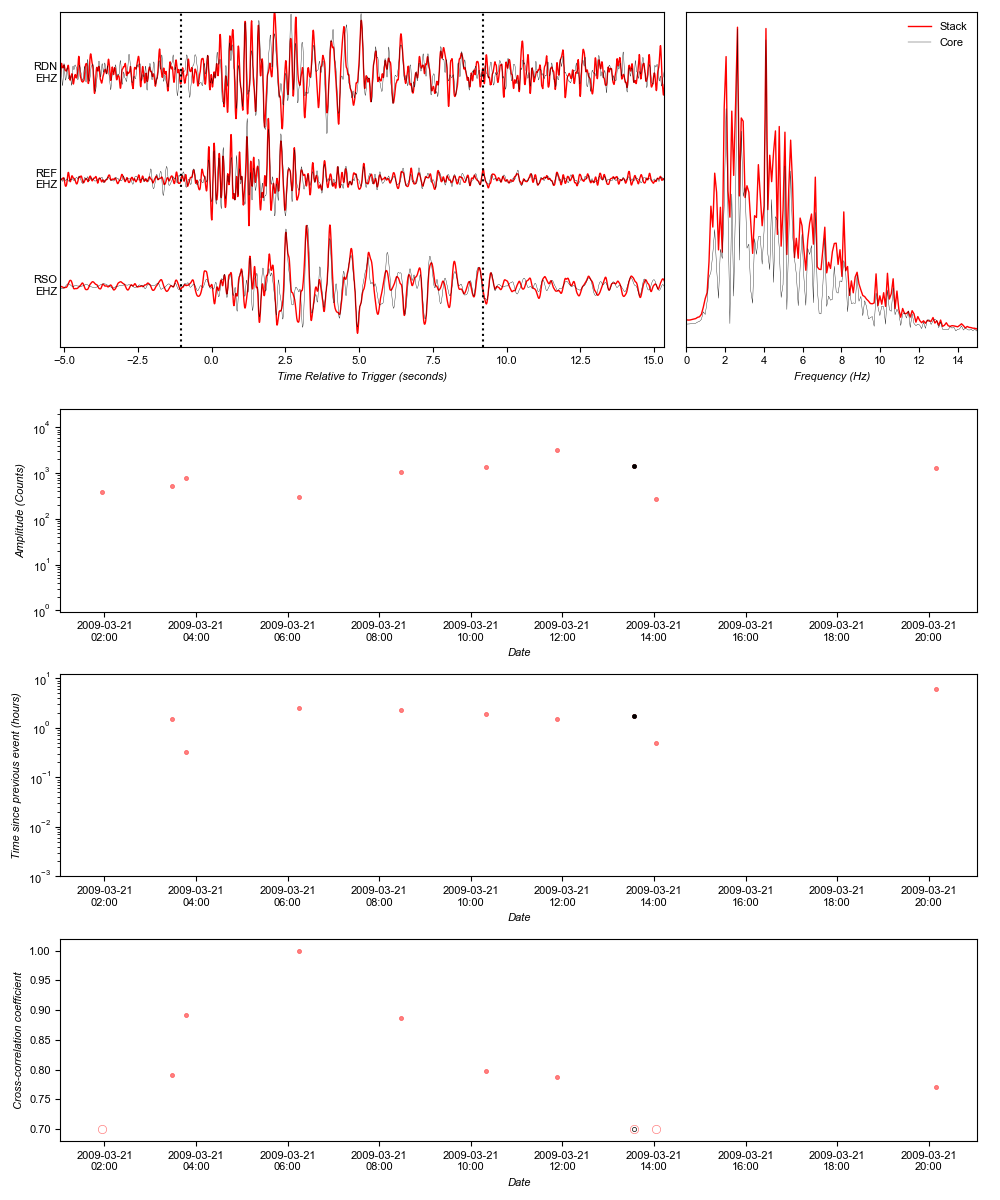 RDN
EHZ
REF
EHZ
RSO
EHZ
−5.0 −2.5 0.0 2.5 5.0 7.5 10.0 12.5 15.0
Time Relative to Trigger (seconds)
Stack
Core
0 2 4 6 8 10 12 14
Frequency (Hz)
10⁴
10³
10²
10¹
10⁰
Amplitude (Counts)
2009-03-21 2009-03-21 2009-03-21 2009-03-21 2009-03-21 2009-03-21 2009-03-21 2009-03-21 2009-03-21 2009-03-21
02:00 04:00 06:00 08:00 10:00 12:00 14:00 16:00 18:00 20:00
Date
10¹
10⁰
10⁻¹
10⁻²
10⁻³
Time since previous event (hours)
2009-03-21 2009-03-21 2009-03-21 2009-03-21 2009-03-21 2009-03-21 2009-03-21 2009-03-21 2009-03-21 2009-03-21
02:00 04:00 06:00 08:00 10:00 12:00 14:00 16:00 18:00 20:00
Date
1.00
0.95
0.90
0.85
0.80
0.75
0.70
Cross-correlation coefficient
2009-03-21 2009-03-21 2009-03-21 2009-03-21 2009-03-21 2009-03-21 2009-03-21 2009-03-21 2009-03-21 2009-03-21
02:00 04:00 06:00 08:00 10:00 12:00 14:00 16:00 18:00 20:00
Date